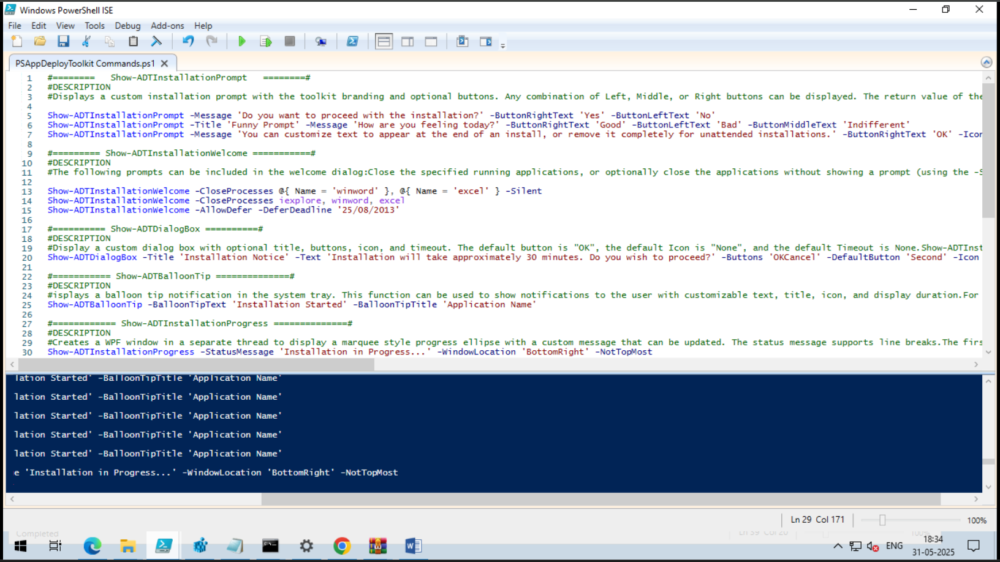 Windows PowerShell ISE
File Edit View Tools Debug Add-ons Help
PSAppDeployToolkit Commands.ps1
1 #======== Show-ADTInstallationPrompt ========#
2 #DESCRIPTION
3 #Displays a custom installation prompt with the toolkit branding and optional buttons. Any combination of Left, Middle, or Right buttons can be displayed. The return value of the
4
5 Show-ADTInstallationPrompt -Message 'Do you want to proceed with the installation?' -ButtonRightText 'Yes' -ButtonLeftText 'No'
6 Show-ADTInstallationPrompt -Title 'Funny Prompt' -Message 'How are you feeling today?' -ButtonRightText 'Good' -ButtonLeftText 'Bad' -ButtonMiddleText 'Indifferent'
7 Show-ADTInstallationPrompt -Message 'You can customize text to appear at the end of an install, or remove it completely for unattended installations.' -ButtonRightText 'OK' -Icon
8
9 #========= Show-ADTInstallationWelcome ===========#
10 #DESCRIPTION
11 #The following prompts can be included in the welcome dialog:Close the specified running applications, or optionally close the applications without showing a prompt (using the -S
12
13 Show-ADTInstallationWelcome -CloseProcesses @{ Name = 'winword' }, @{ Name = 'excel' } -Silent
14 Show-ADTInstallationWelcome -CloseProcesses iexplore, winword, excel
15 Show-ADTInstallationWelcome -AllowDefer -DeferDeadline '25/08/2013'
16
17 #========== Show-ADTDialogBox ==========#
18 #DESCRIPTION
19 #Display a custom dialog box with optional title, buttons, icon, and timeout. The default button is "OK", the default Icon is "None", and the default Timeout is None.Show-ADTInst
20 Show-ADTDialogBox -Title 'Installation Notice' -Text 'Installation will take approximately 30 minutes. Do you wish to proceed?' -Buttons 'OKCancel' -DefaultButton 'Second' -Icon
21
22 #=========== Show-ADTBalloonTip ==============#
23 #DESCRIPTION
24 #isplays a balloon tip notification in the system tray. This function can be used to show notifications to the user with customizable text, title, icon, and display duration.For
25 Show-ADTBalloonTip -BalloonTipText 'Installation Started' -BalloonTipTitle 'Application Name'
26
27 #============ Show-ADTInstallationProgress ==============#
28 #DESCRIPTION
29 #Creates a WPF window in a separate thread to display a marquee style progress ellipse with a custom message that can be updated. The status message supports line breaks.The firs
30 Show-ADTInstallationProgress -StatusMessage 'Installation in Progress...' -WindowLocation 'BottomRight' -NotTopMost
lation Started' -BalloonTipTitle 'Application Name'
lation Started' -BalloonTipTitle 'Application Name'
lation Started' -BalloonTipTitle 'Application Name'
lation Started' -BalloonTipTitle 'Application Name'
lation Started' -BalloonTipTitle 'Application Name'
e 'Installation in Progress...' -WindowLocation 'BottomRight' -NotTopMost
Ln 29 Col 171 100%
Completed Ln 39 Col 20 100%
ENG 18:34
31-05-2025